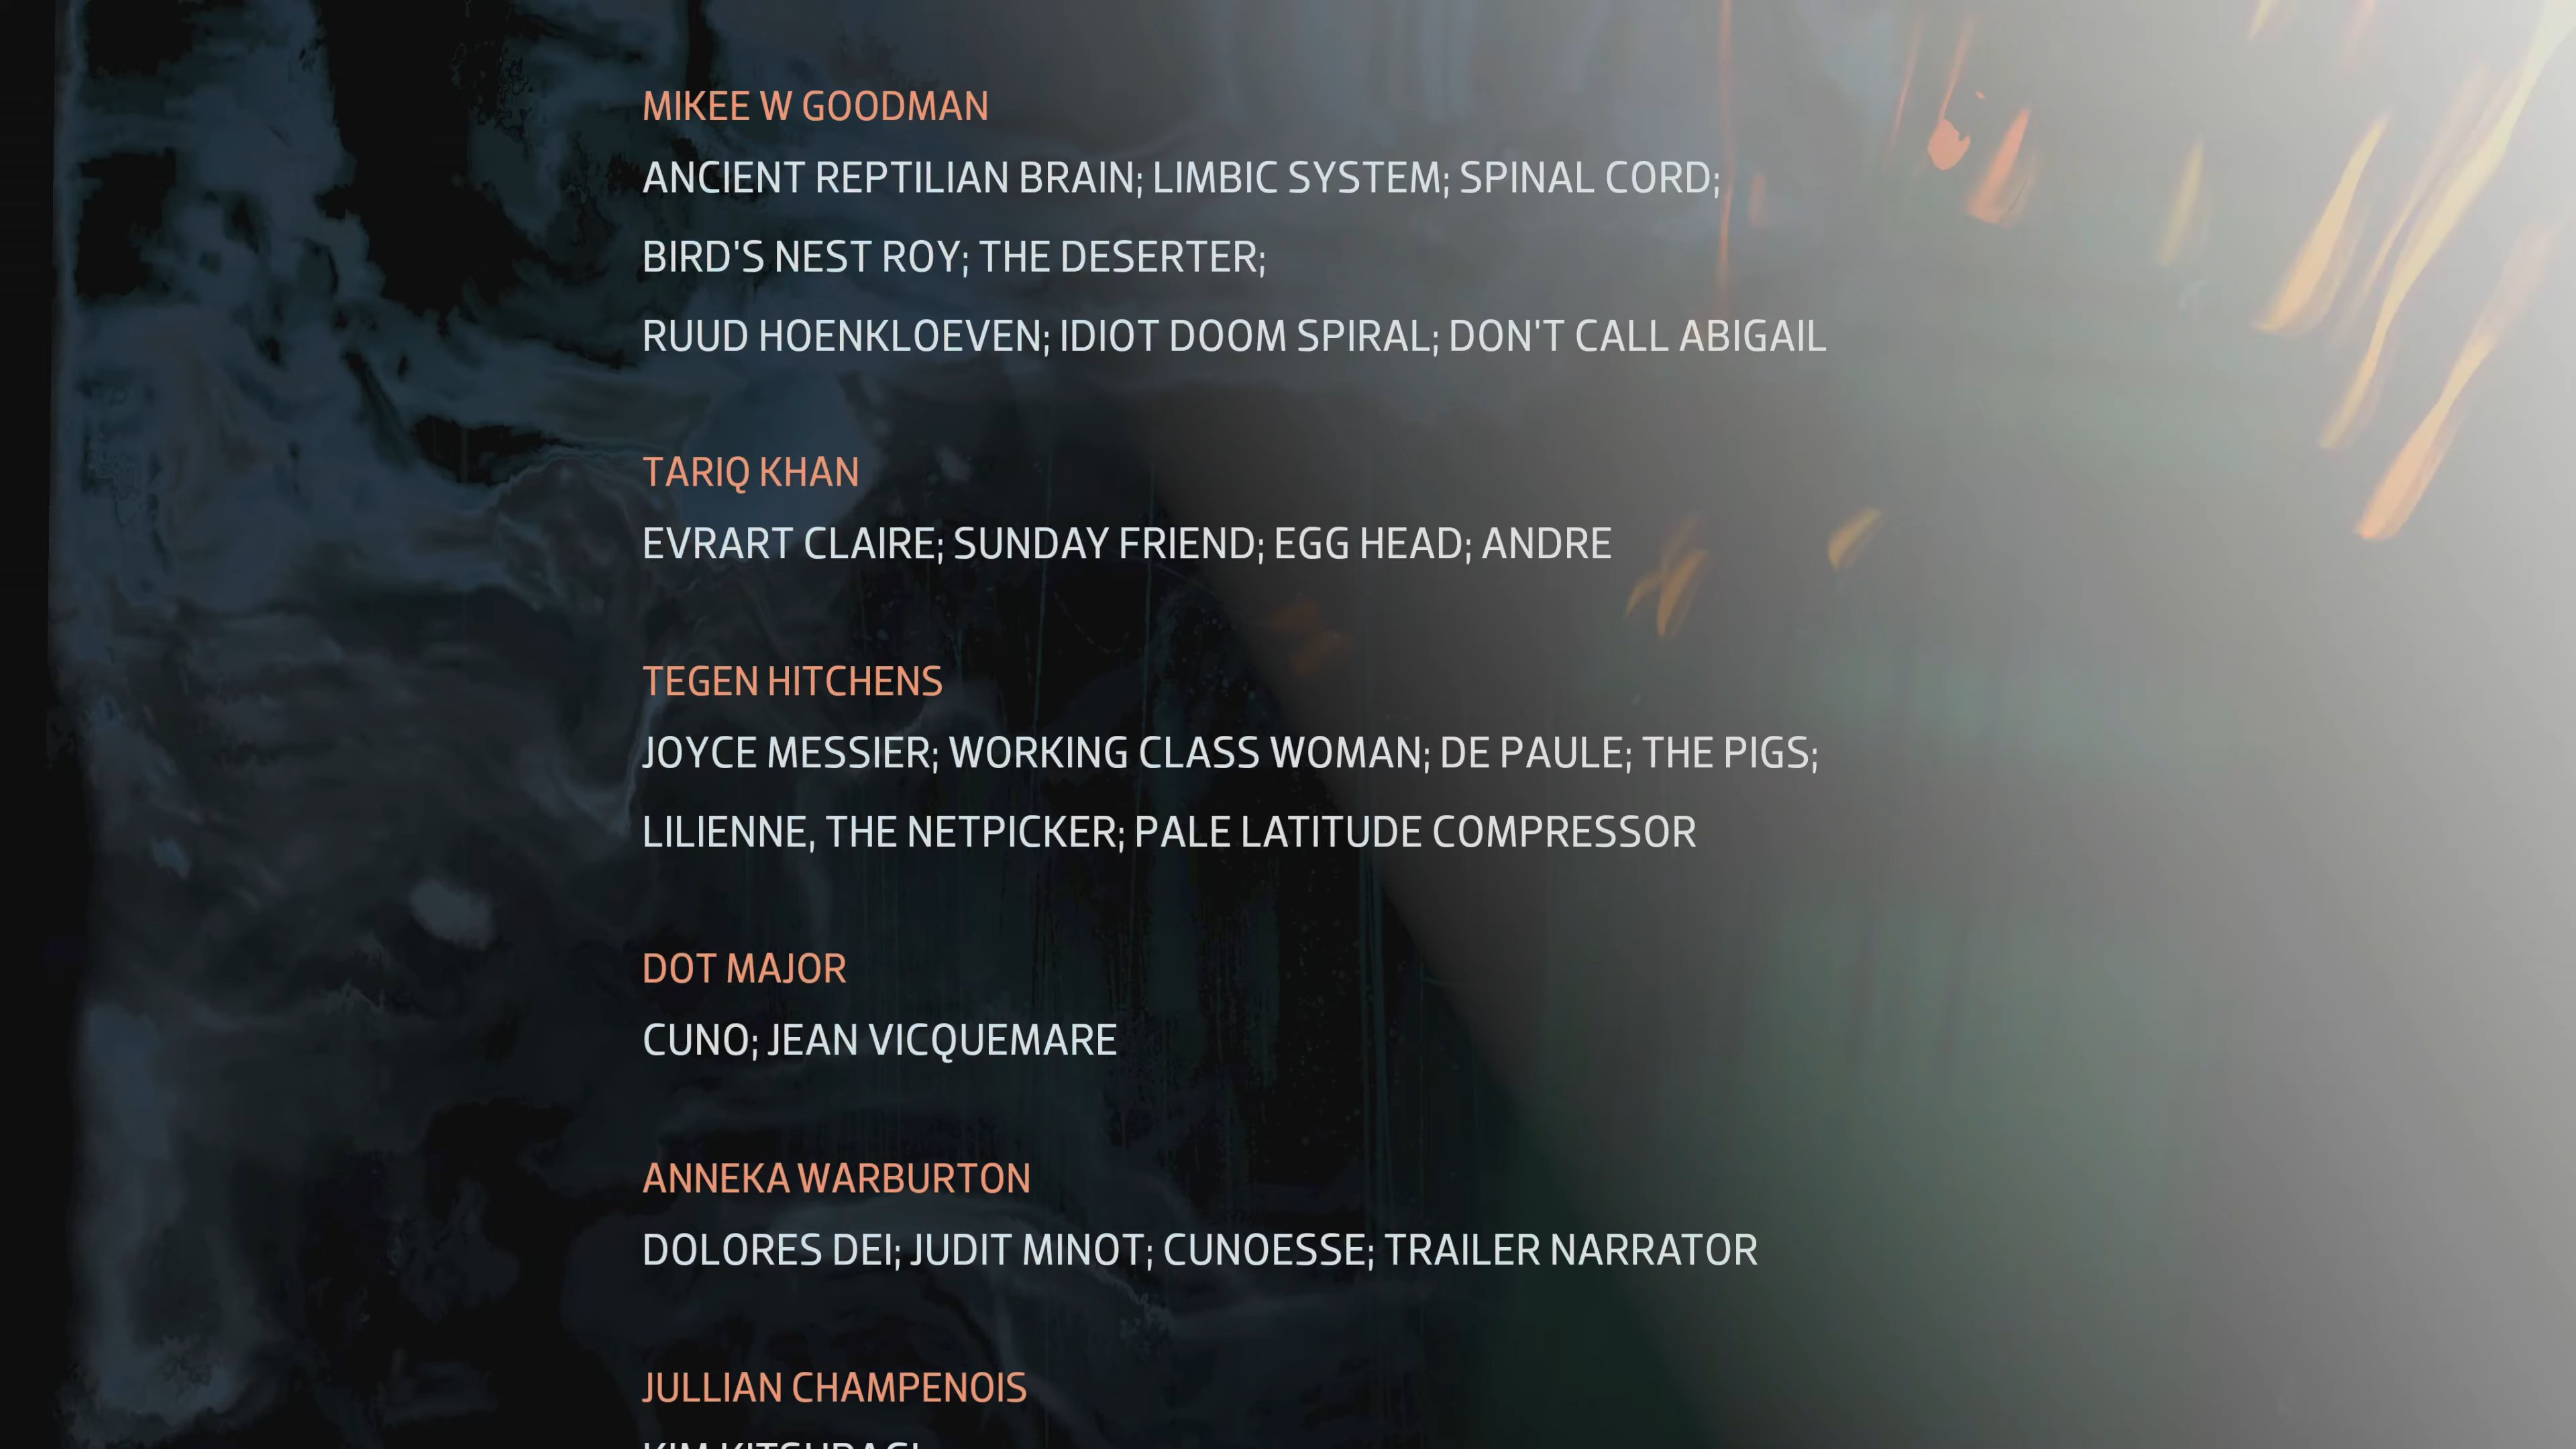 MIKEE W GOODMAN
ANCIENT REPTILIAN BRAIN; LIMBIC SYSTEM; SPINAL CORD;
BIRD'S NEST ROY; THE DESERTER;
RUUD HOENKLOEVEN; IDIOT DOOM SPIRAL; DON'T CALL ABIGAIL
TARIQ KHAN
EVRART CLAIRE; SUNDAY FRIEND; EGG HEAD; ANDRE
TEGEN HITCHENS
JOYCE MESSIER; WORKING CLASS WOMAN; DE PAULE; THE PIGS;
LILIENNE, THE NETPICKER; PALE LATITUDE COMPRESSOR
DOT MAJOR
CUNO; JEAN VICQUEMARE
ANNEKA WARBURTON
DOLORES DEI; JUDIT MINOT; CUNOESSE; TRAILER NARRATOR
JULLIAN CHAMPENOIS